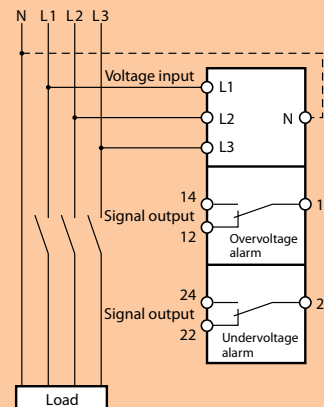 N L1 L2 L3
Voltage input
L1
L2
N
L3
14
Signal output
12
1
Overvoltage
alarm
24
Signal output
22
2
Undervoltage
alarm
Load